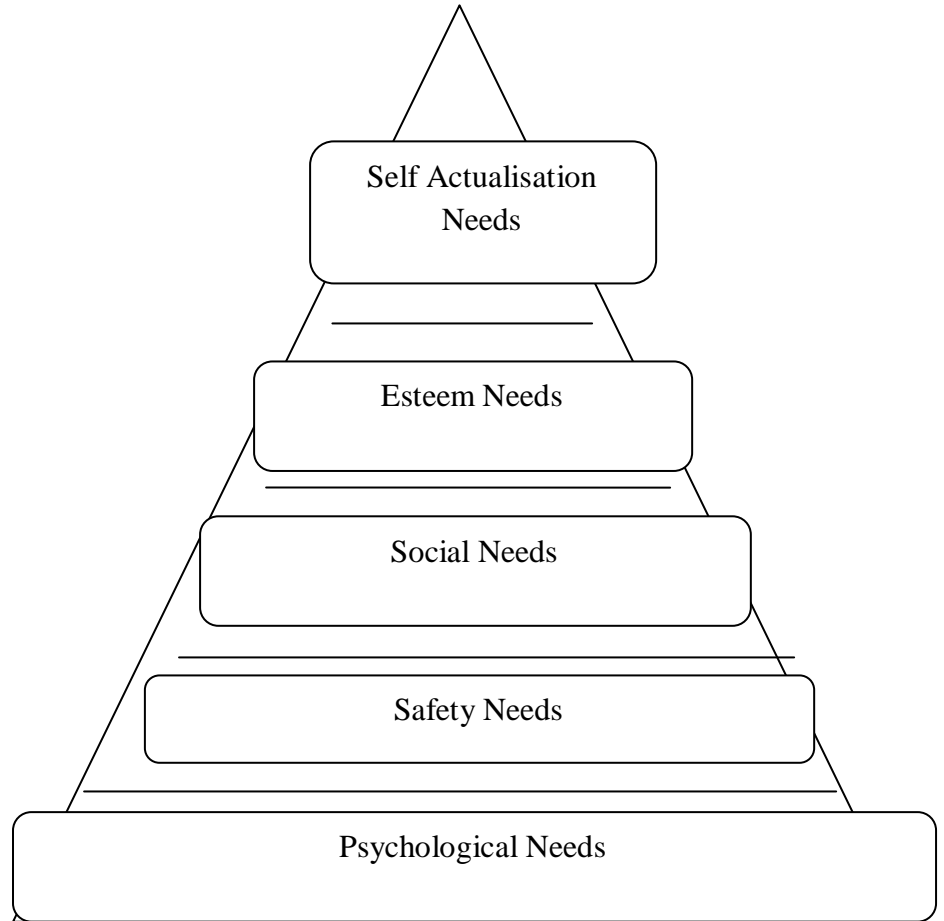 Self Actualisation
Needs
Esteem Needs
Social Needs
Safety Needs
Psychological Needs